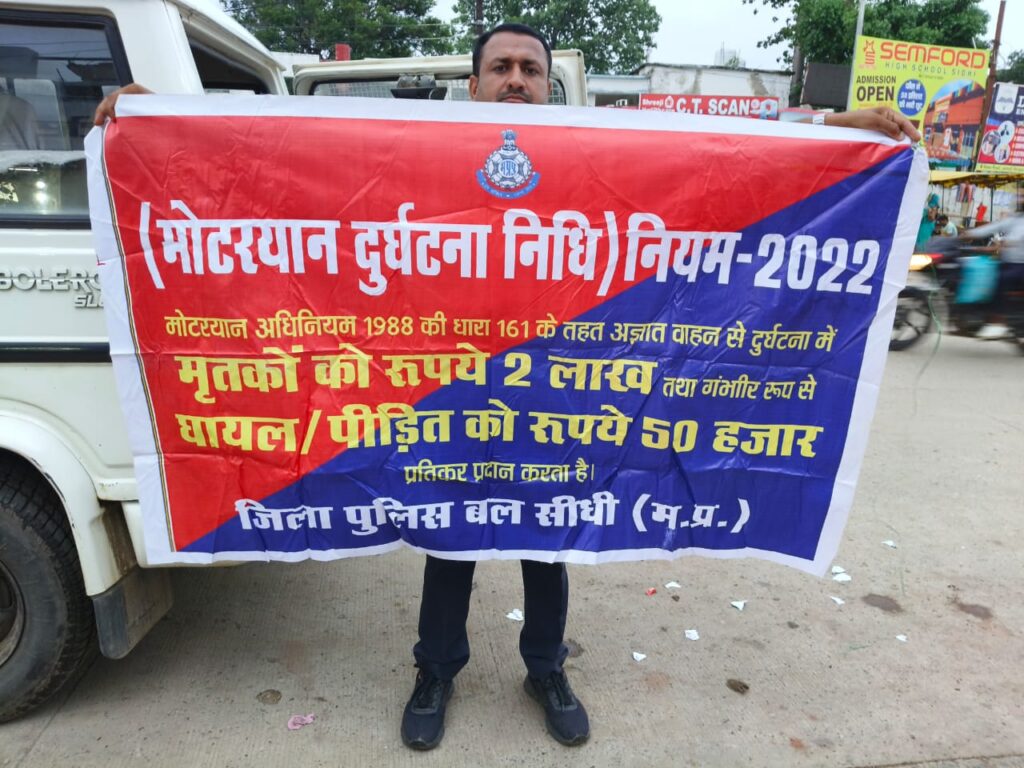 (मोटरयान दुर्घटना निधि) नियम-2022
मोटरयान अधिनियम 1988 की धारा 161 के तहत अज्ञात वाहन से दुर्घटना में
मृतकों को रूपये 2 लाख तथा गंभीर रूप से
घायल/पीड़ित को रूपये 50 हजार
प्रतिकर प्रदान करता है।
जिला पुलिस बल सीधी (म.प्र.)
BOLERO
SEMFORD
HIGH SCHOOL SIDHI
ADMISSION
OPEN
Shreeji
C.T. SCAN